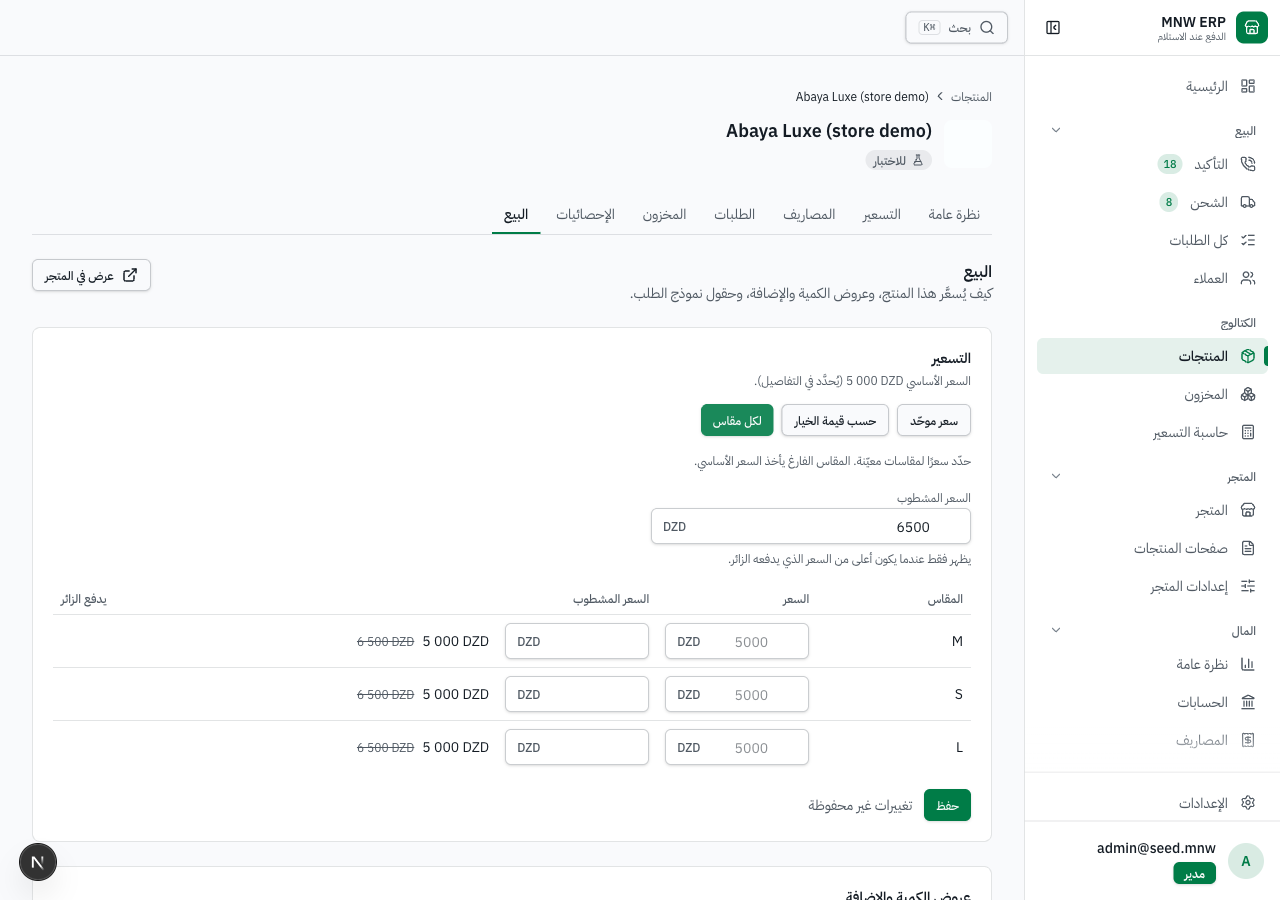 MNW ERP
الدفع عند الاستلام
بحث
K⌘
الرئيسية
البيع
التأكيد 18
الشحن 8
كل الطلبات
العملاء
الكتالوج
المنتجات
المخزون
حاسبة التسعير
المتجر
المتجر
صفحات المنتجات
إعدادات المتجر
المال
نظرة عامة
الحسابات
المصاريف
الإعدادات
admin@seed.mnw
A
مدير
المنتجات
Abaya Luxe (store demo)
Abaya Luxe (store demo)
للاختبار
نظرة عامة التسعير المصاريف الطلبات المخزون الإحصائيات البيع
البيع
كيف يُسعَّر هذا المنتج، وعروض الكمية والإضافة، وحقول نموذج الطلب.
عرض في المتجر
التسعير
السعر الأساسي 5 000 DZD (يُحدَّد في التفاصيل).
سعر موحّد حسب قيمة الخيار لكل مقاس
حدّد سعرًا لمقاسات معيّنة. المقاس الفارغ يأخذ السعر الأساسي.
السعر المشطوب
6500 DZD
يظهر فقط عندما يكون أعلى من السعر الذي يدفعه الزائر.
المقاس السعر السعر المشطوب يدفع الزائر
M 5000 DZD DZD 5 000 DZD 6 500 DZD
S 5000 DZD DZD 5 000 DZD 6 500 DZD
L 5000 DZD DZD 5 000 DZD 6 500 DZD
حفظ تغييرات غير محفوظة
عروض الكمية والإضافة
N